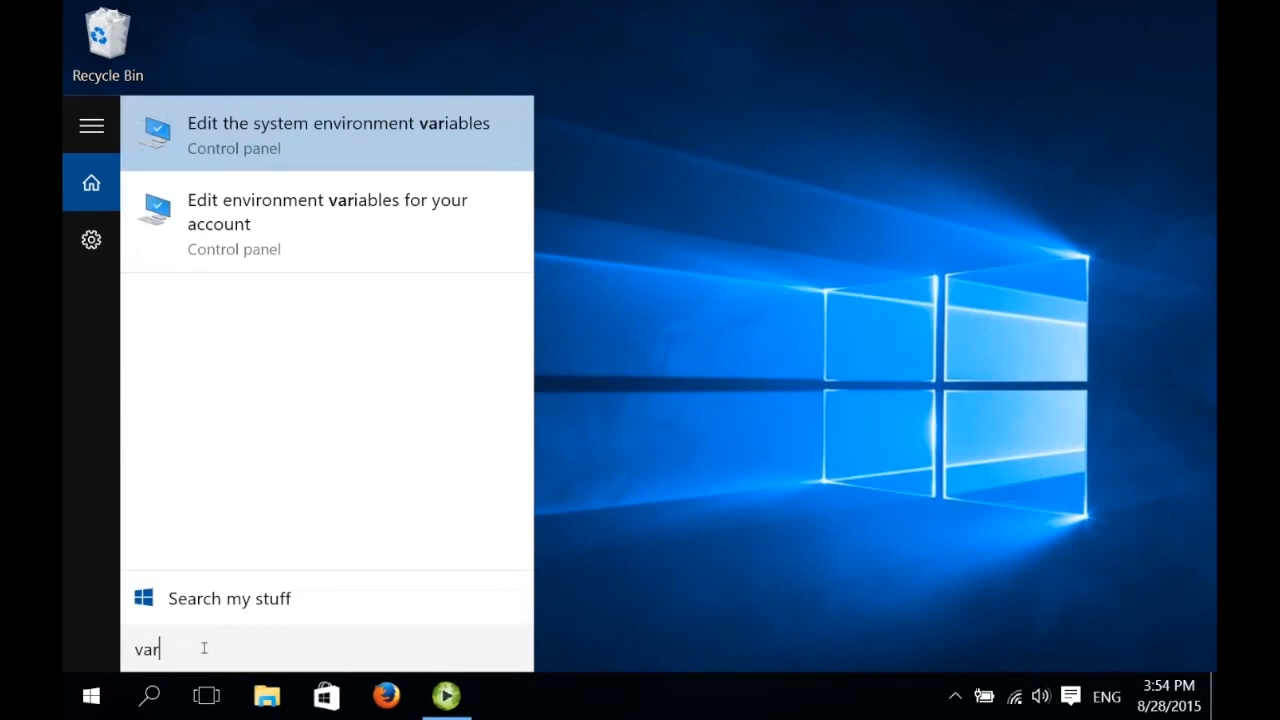 Recycle Bin
Edit the system environment variables
Control panel
Edit environment variables for your
account
Control panel
Search my stuff
var
ENG
3:54 PM
8/28/2015